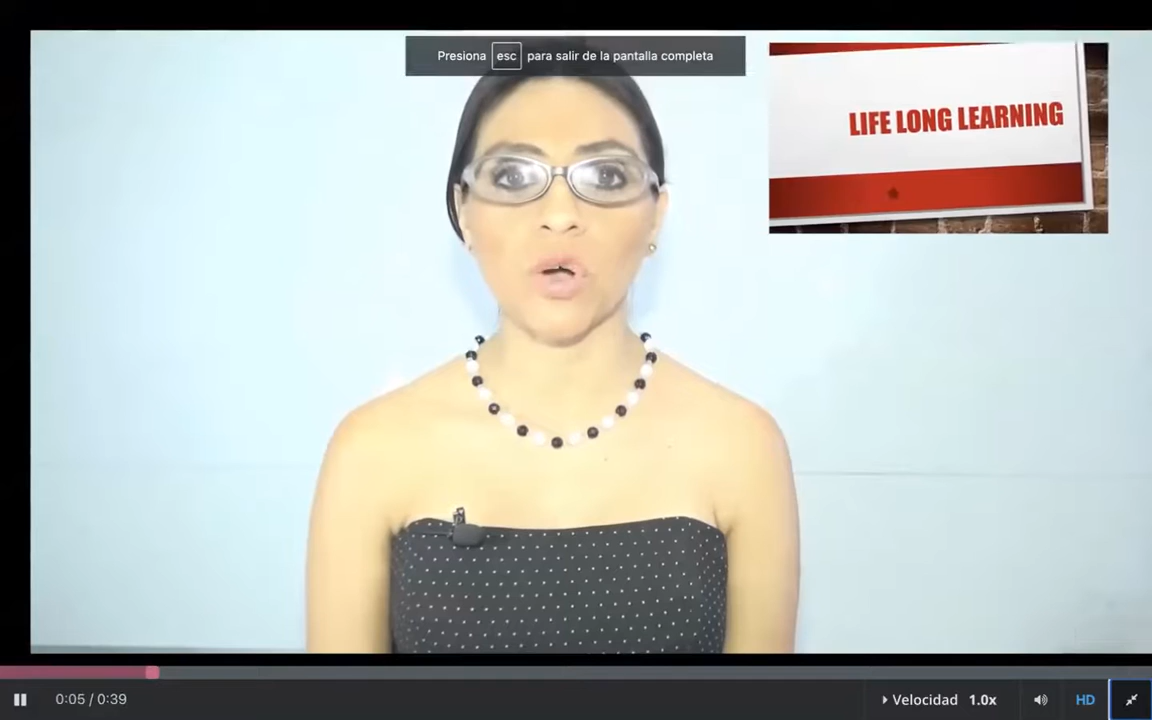 Presiona esc para salir de la pantalla completa
LIFE LONG LEARNING
0:05 / 0:39
Velocidad 1.0x
HD